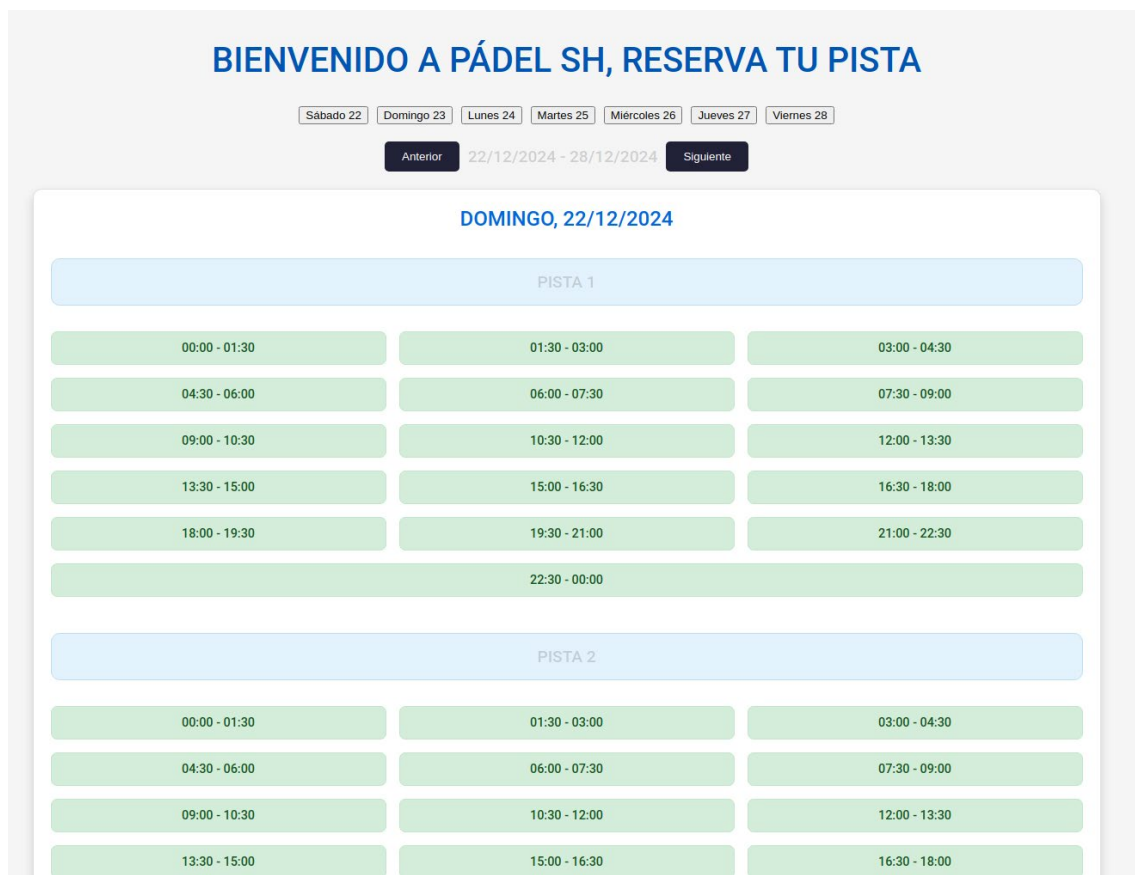 BIENVENIDO A PÁDEL SH, RESERVA TU PISTA
Sábado 22 Domingo 23 Lunes 24 Martes 25 Miércoles 26 Jueves 27 Viernes 28
Anterior 22/12/2024 - 28/12/2024 Siguiente
DOMINGO, 22/12/2024
PISTA 1
00:00 - 01:30 01:30 - 03:00 03:00 - 04:30
04:30 - 06:00 06:00 - 07:30 07:30 - 09:00
09:00 - 10:30 10:30 - 12:00 12:00 - 13:30
13:30 - 15:00 15:00 - 16:30 16:30 - 18:00
18:00 - 19:30 19:30 - 21:00 21:00 - 22:30
22:30 - 00:00
PISTA 2
00:00 - 01:30 01:30 - 03:00 03:00 - 04:30
04:30 - 06:00 06:00 - 07:30 07:30 - 09:00
09:00 - 10:30 10:30 - 12:00 12:00 - 13:30
13:30 - 15:00 15:00 - 16:30 16:30 - 18:00